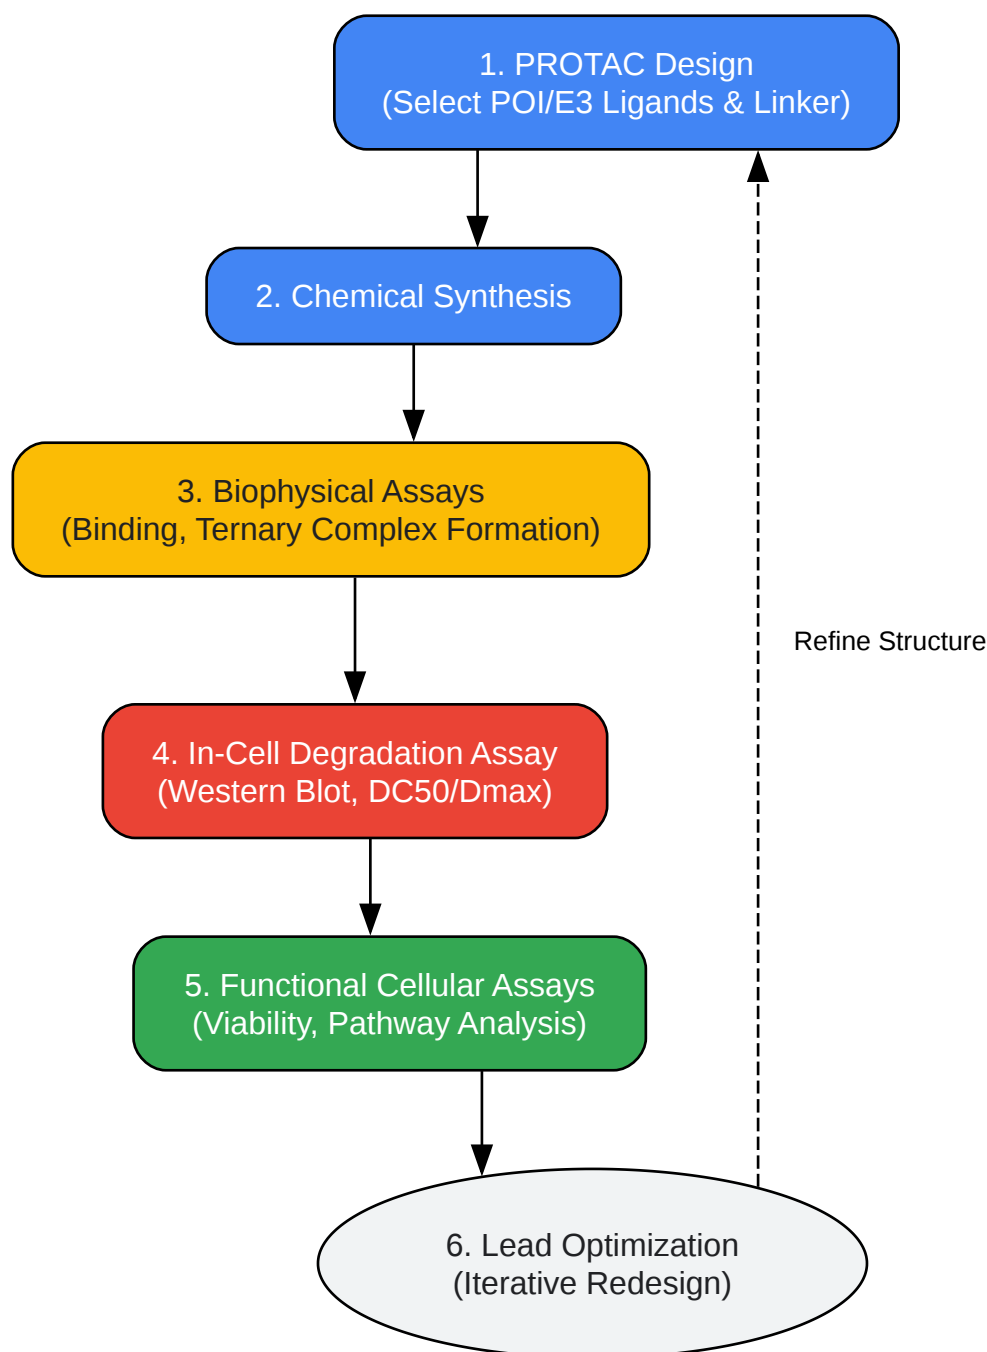 1. PROTAC Design
(Select POI/E3 Ligands & Linker)
2. Chemical Synthesis
3. Biophysical Assays
(Binding, Ternary Complex Formation)
Refine Structure
4. In-Cell Degradation Assay
(Western Blot, DC50/Dmax)
5. Functional Cellular Assays
(Viability, Pathway Analysis)
6. Lead Optimization
(Iterative Redesign)